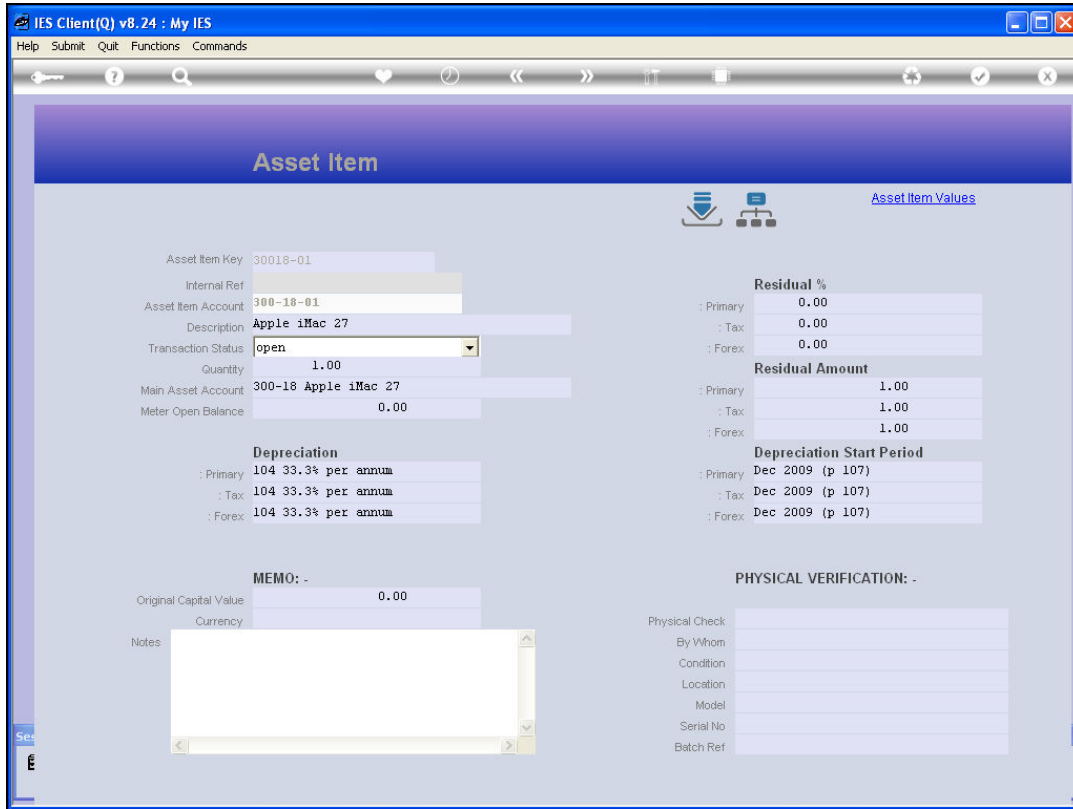 IES Client(Q) v8.24 : My IES
Help Submit Quit Functions Commands
Asset Item
Asset Item Values
Asset Item Key 30018-01
Internal Ref
Asset Item Account 300-18-01
Description Apple iMac 27
Transaction Status open
Quantity 1.00
Main Asset Account 300-18 Apple iMac 27
Meter Open Balance 0.00
Residual %
: Primary 0.00
: Tax 0.00
: Forex 0.00
Residual Amount
: Primary 1.00
: Tax 1.00
: Forex 1.00
Depreciation
: Primary 104 33.3% per annum
: Tax 104 33.3% per annum
: Forex 104 33.3% per annum
Depreciation Start Period
: Primary Dec 2009 (p 107)
: Tax Dec 2009 (p 107)
: Forex Dec 2009 (p 107)
MEMO: -
Original Capital Value 0.00
Currency
Notes
PHYSICAL VERIFICATION: -
Physical Check
By Whom
Condition
Location
Model
Serial No
Batch Ref